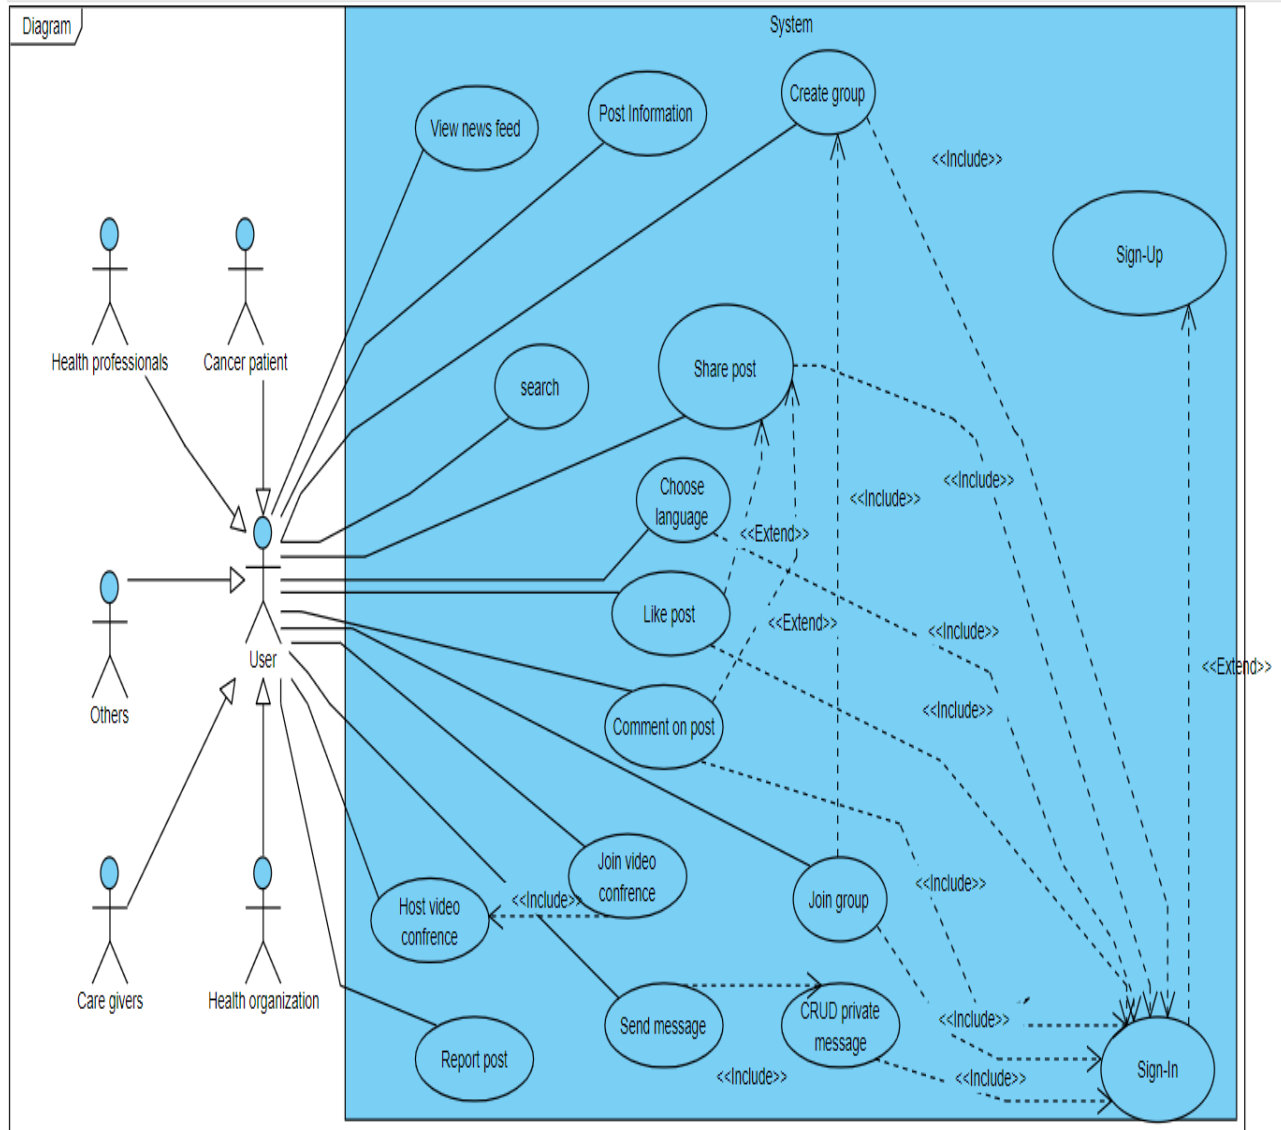 Diagram
System
Create group
Post Information
View news feed
<<Include>>
Sign-Up
Health professionals
Cancer patient
Share post
search
Choose
language
<<Include>>
<<Include>>
<<Extend>>
Like post
<<Extend>>
<<Include>>
User
<<Extend>>
Others
<<Include>>
Comment on post
Join video
confrence
<<Include>>
<<Include>>
Join group
Host video
confrence
Care givers
Health organization
CRUD private
message
Send message
<<Include>>
Report post
<<Include>>
<<Include>>
Sign-In